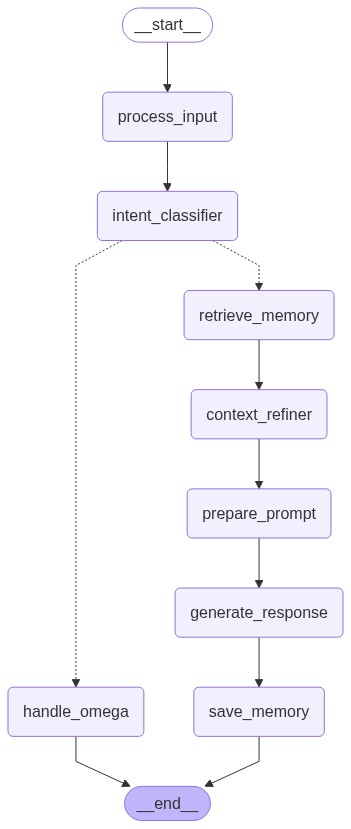 __start__
process_input
intent_classifier
retrieve_memory
context_refiner
prepare_prompt
generate_response
handle_omega
save_memory
__end__